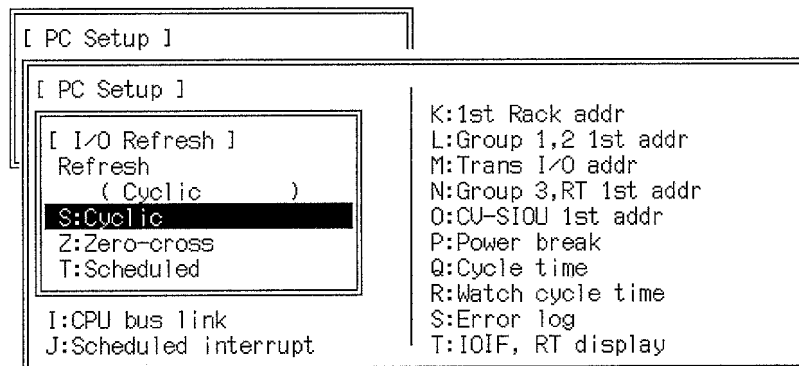 [ PC Setup ]
[ PC Setup ]
[ I/O Refresh ]
Refresh
( Cyclic )
S:Cyclic
Z:Zero-cross
T:Scheduled
I:CPU bus link
J:Scheduled interrupt
K:1st Rack addr
L:Group 1,2 1st addr
M:Trans I/O addr
N:Group 3,RT 1st addr
O:CV-SIOU 1st addr
P:Power break
Q:Cycle time
R:Watch cycle time
S:Error log
T:IOIF, RT display